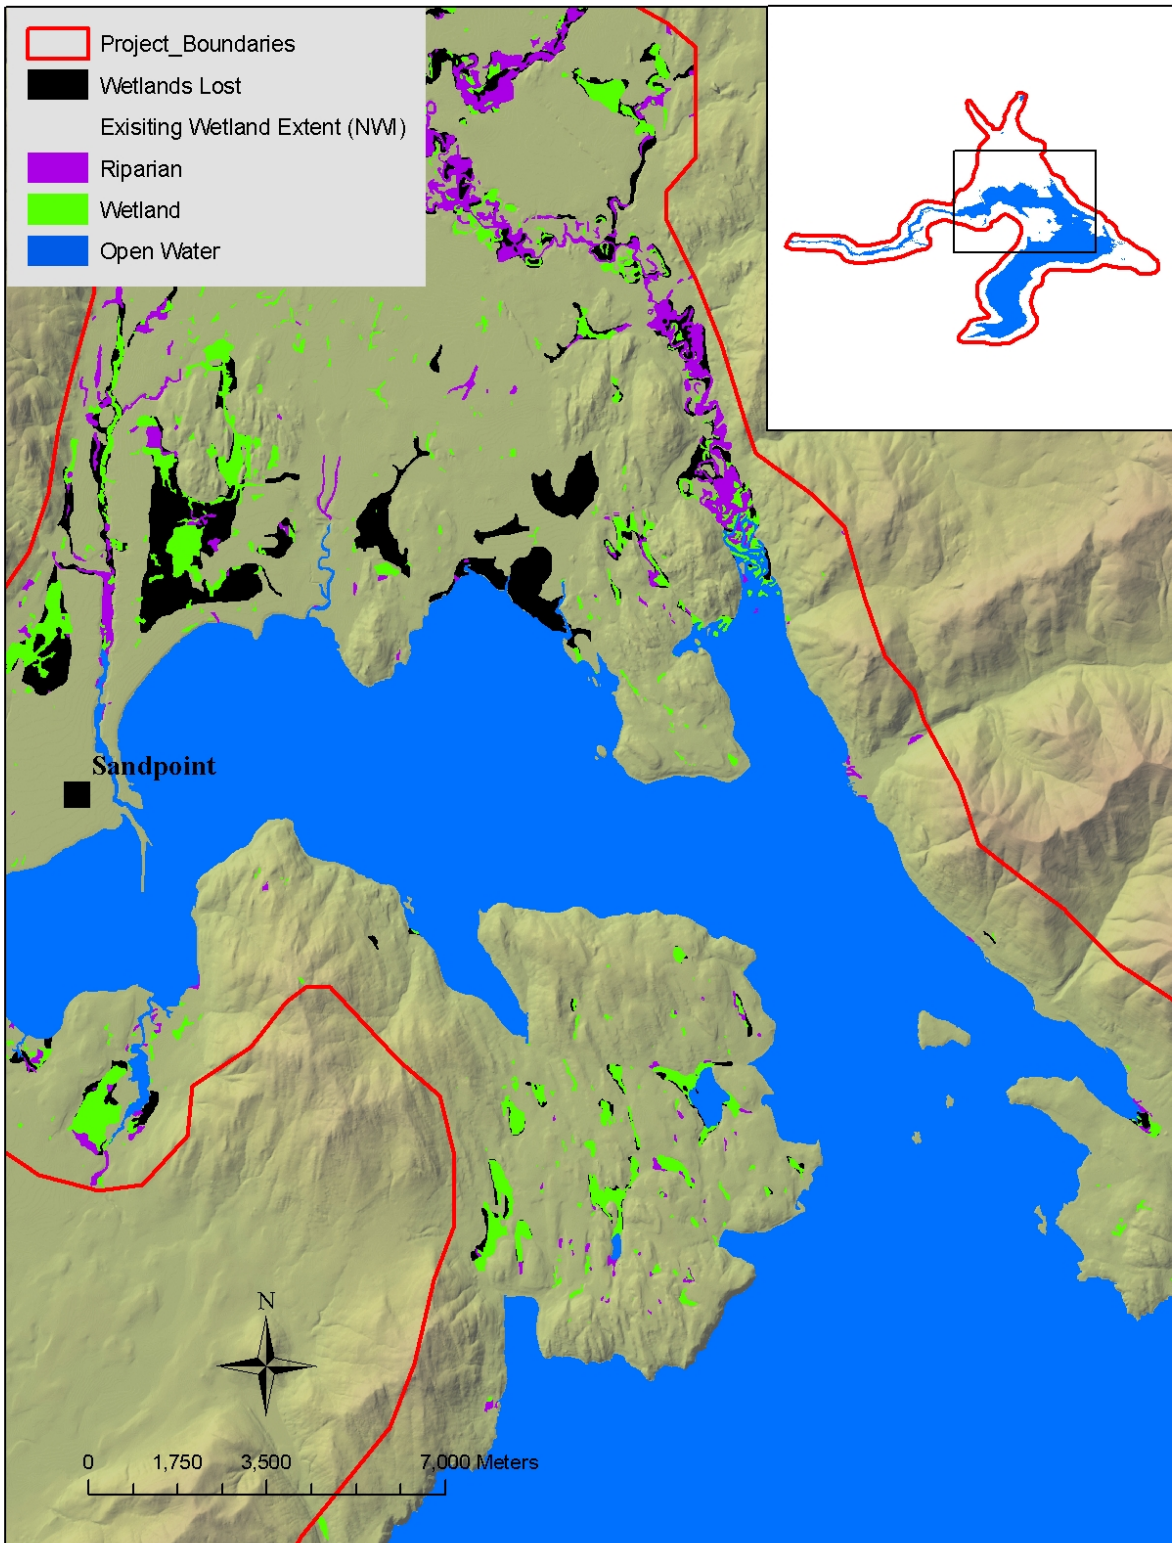 Project_Boundaries
Wetlands Lost
Exisiting Wetland Extent (NWI)
Riparian
Wetland
Open Water
Sandpoint
N
0 1,750 3,500 7,000 Meters